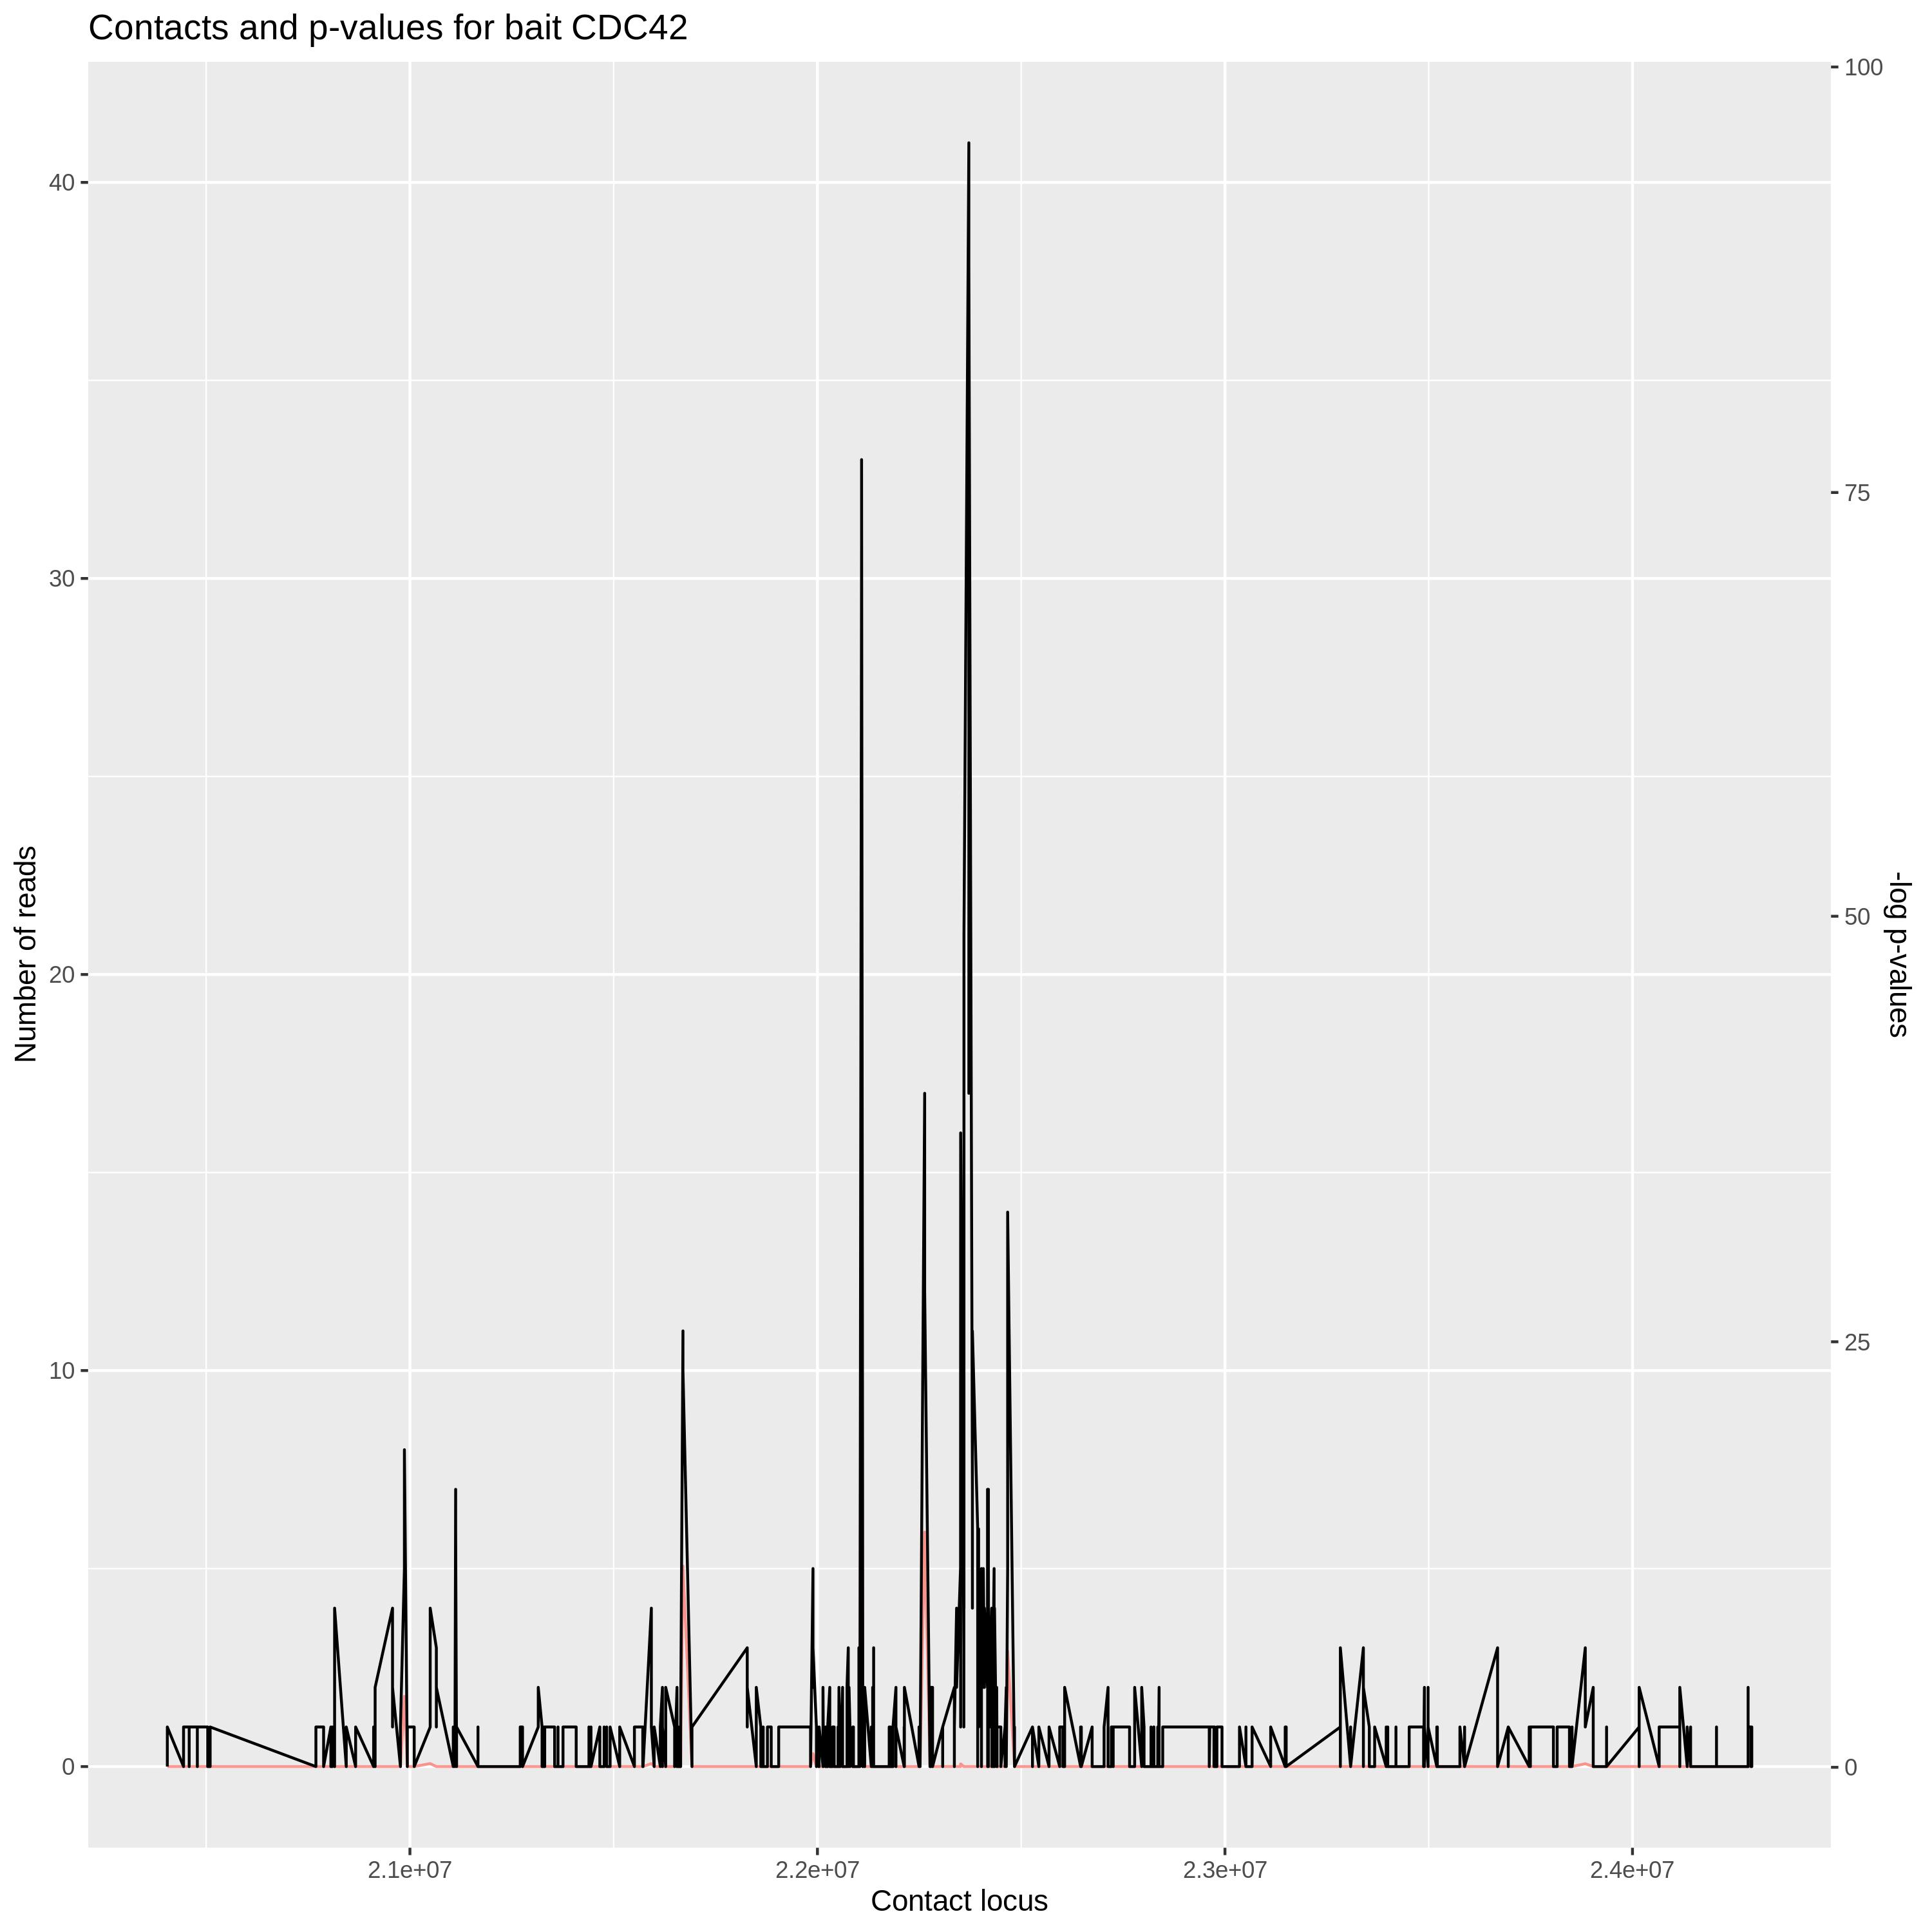 Contacts and p-values for bait CDC42
100
40
75
30
Number of reads
-log p-values
50
20
25
10
0
0
2.1e+07
2.2e+07
2.3e+07
2.4e+07
Contact locus